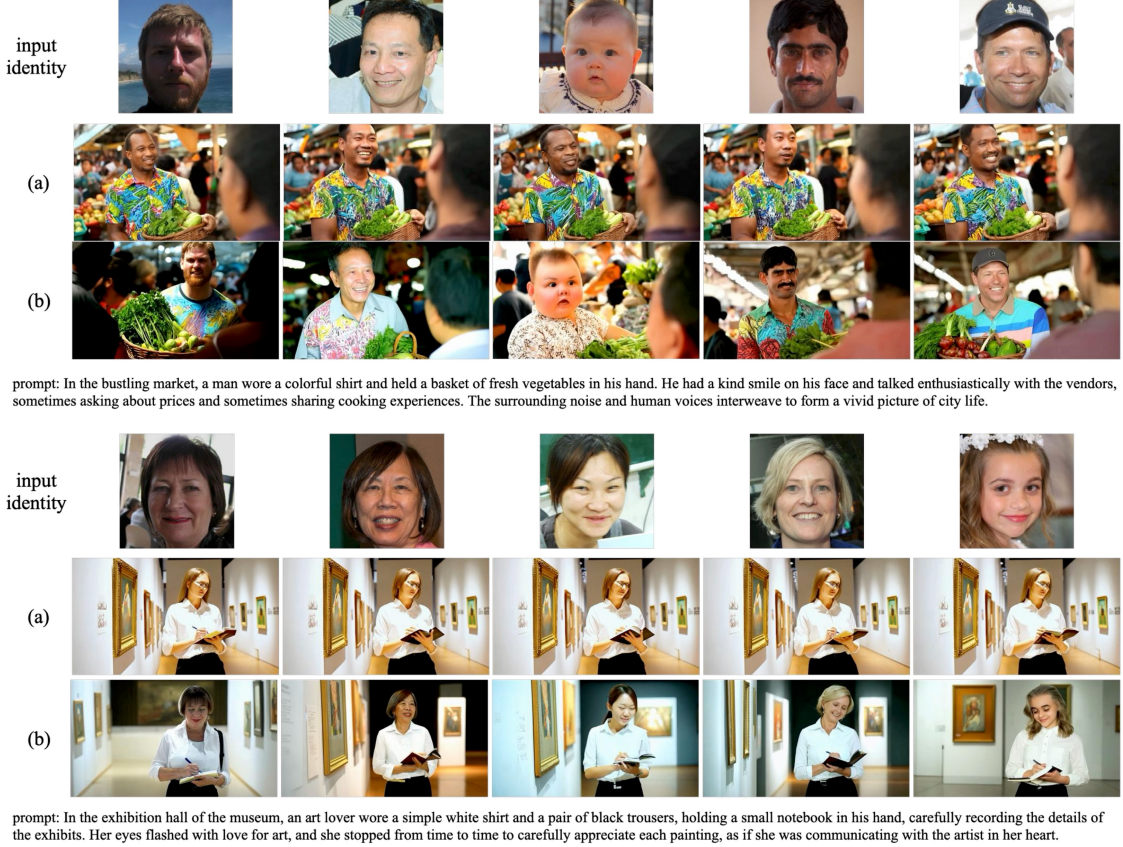 input
identity
(a)
(b)
prompt: In the bustling market, a man wore a colorful shirt and held a basket of fresh vegetables in his hand. He had a kind smile on his face and talked enthusiastically with the vendors,
sometimes asking about prices and sometimes sharing cooking experiences. The surrounding noise and human voices interweave to form a vivid picture of city life.
input
identity
(a)
(b)
prompt: In the exhibition hall of the museum, an art lover wore a simple white shirt and a pair of black trousers, holding a small notebook in his hand, carefully recording the details of
the exhibits. Her eyes flashed with love for art, and she stopped from time to time to carefully appreciate each painting, as if she was communicating with the artist in her heart.